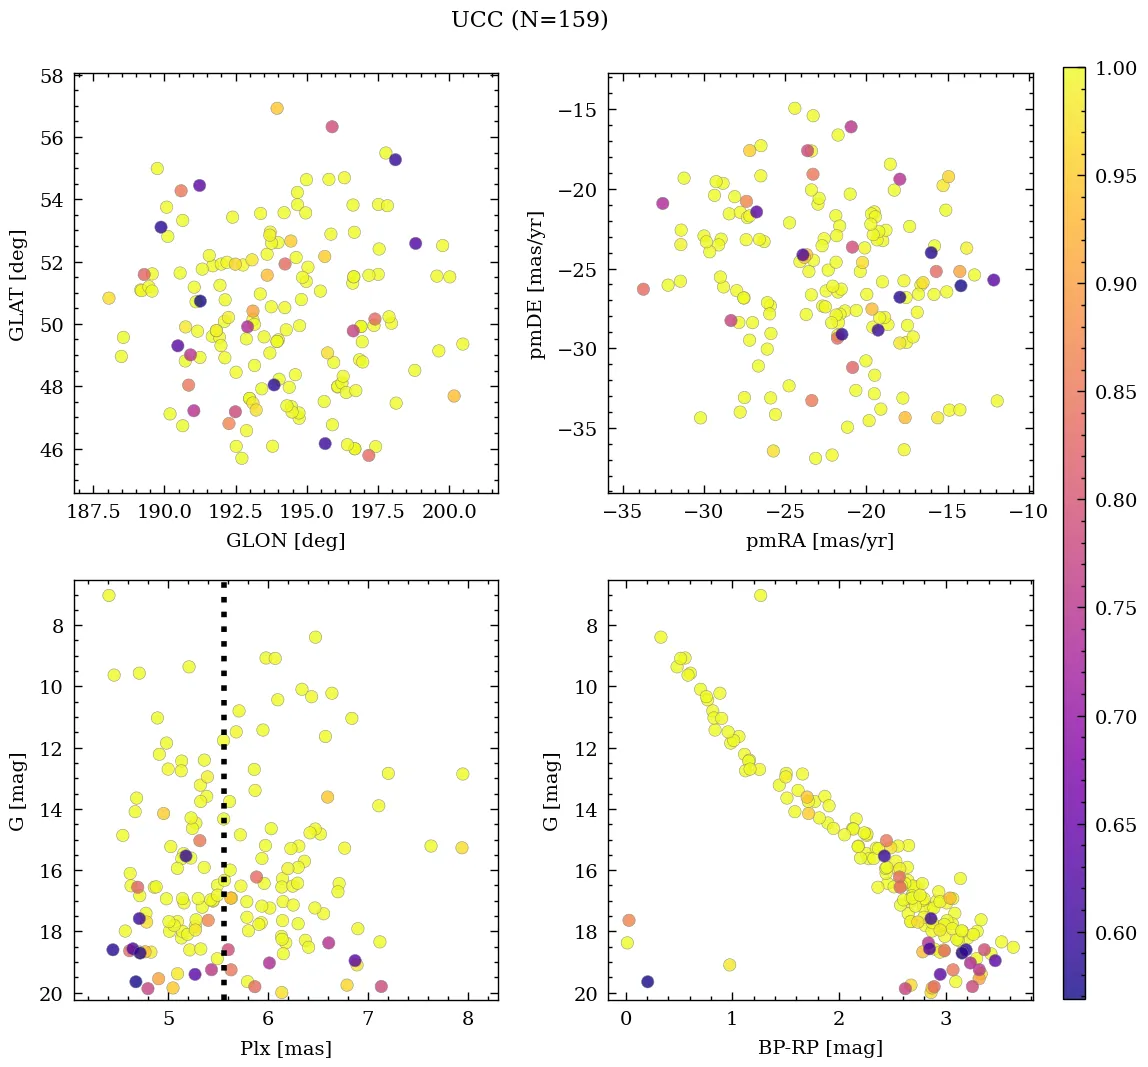 UCC (N=159)
58
56
54
52
50
48
46
GLAT [deg]
187.5 190.0 192.5 195.0 197.5 200.0
GLON [deg]
−15
−20
−25
−30
−35
pmDE [mas/yr]
−35 −30 −25 −20 −15 −10
pmRA [mas/yr]
8
10
12
14
16
18
20
G [mag]
5 6 7 8
Plx [mas]
8
10
12
14
16
18
20
G [mag]
0 1 2 3
BP-RP [mag]
1.00
0.95
0.90
0.85
0.80
0.75
0.70
0.65
0.60